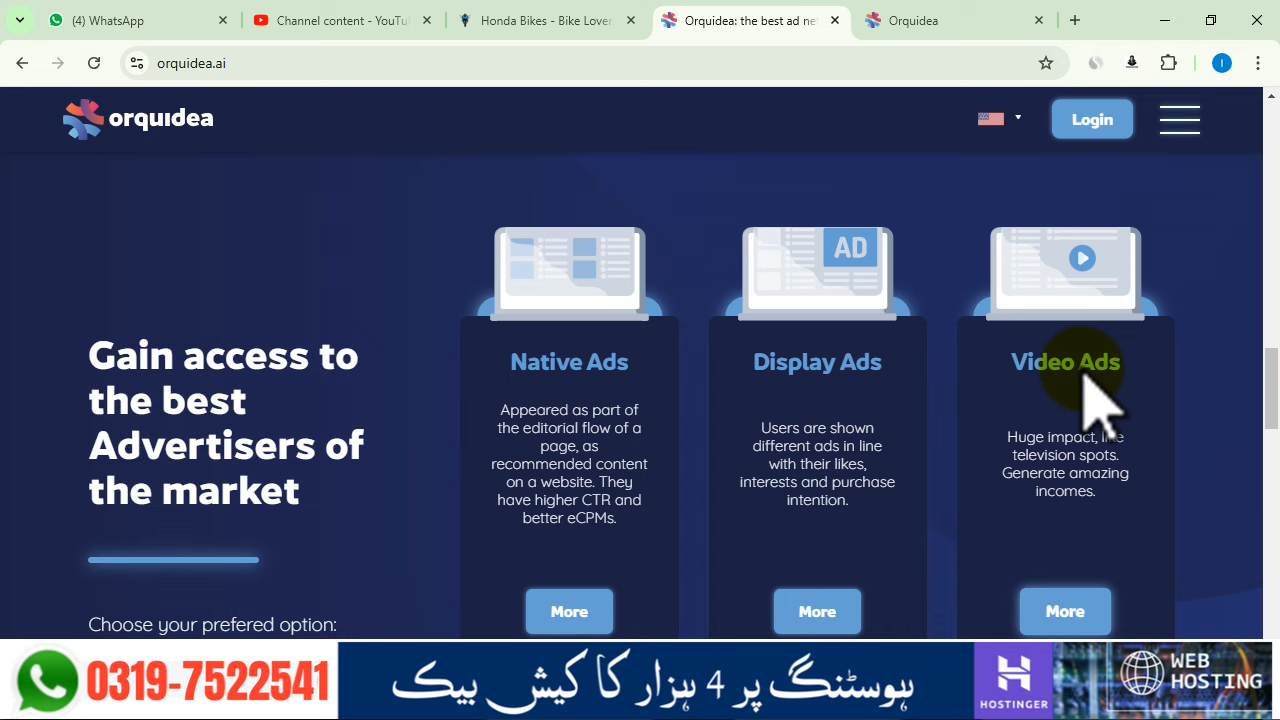 (4) WhatsApp
Channel content - YouTu
Honda Bikes - Bike Lover
Orquidea: the best ad net
Orquidea
orquidea.ai
I
orquıdea
Login
AD
Gain access to
the best
Advertisers of
the market
Choose your prefered option:
Native Ads
Appeared as part of
the editorial flow of a
page, as
recommended content
on a website. They
have higher CTR and
better eCPMs.
More
Display Ads
Users are shown
different ads in line
with their likes,
interests and purchase
intention.
More
Video Ads
Huge impact, like
television spots.
Generate amazing
incomes.
More
0319-7522541
ہوسٹنگ پر 4 ہزار کا کیش بیک
HOSTINGER
WEB
HOSTING